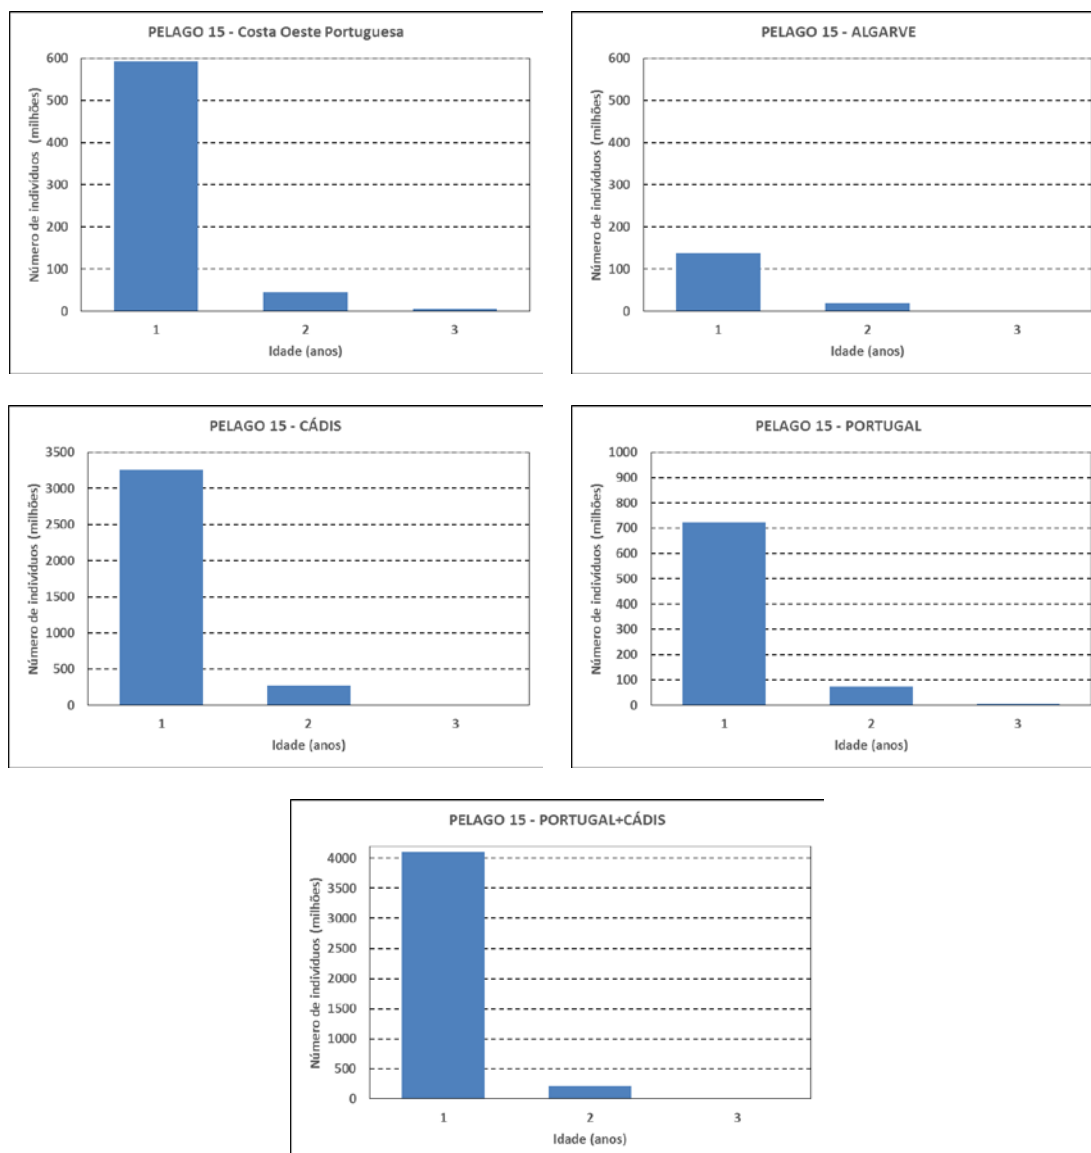 PELAGO 15 - Costa Oeste Portuguesa
Número de indivíduos (milhões)
600
500
400
300
200
100
0
1 2 3
Idade (anos)
PELAGO 15 - ALGARVE
Número de indivíduos (milhões)
600
500
400
300
200
100
0
1 2 3
Idade (anos)
PELAGO 15 - CÁDIS
Número de indivíduos (milhões)
3500
3000
2500
2000
1500
1000
500
0
1 2 3
Idade (anos)
PELAGO 15 - PORTUGAL
Número de indivíduos (milhões)
1000
900
800
700
600
500
400
300
200
100
0
1 2 3
Idade (anos)
PELAGO 15 - PORTUGAL+CÁDIS
Número de indivíduos (milhões)
4000
3500
3000
2500
2000
1500
1000
500
0
1 2 3
Idade (anos)